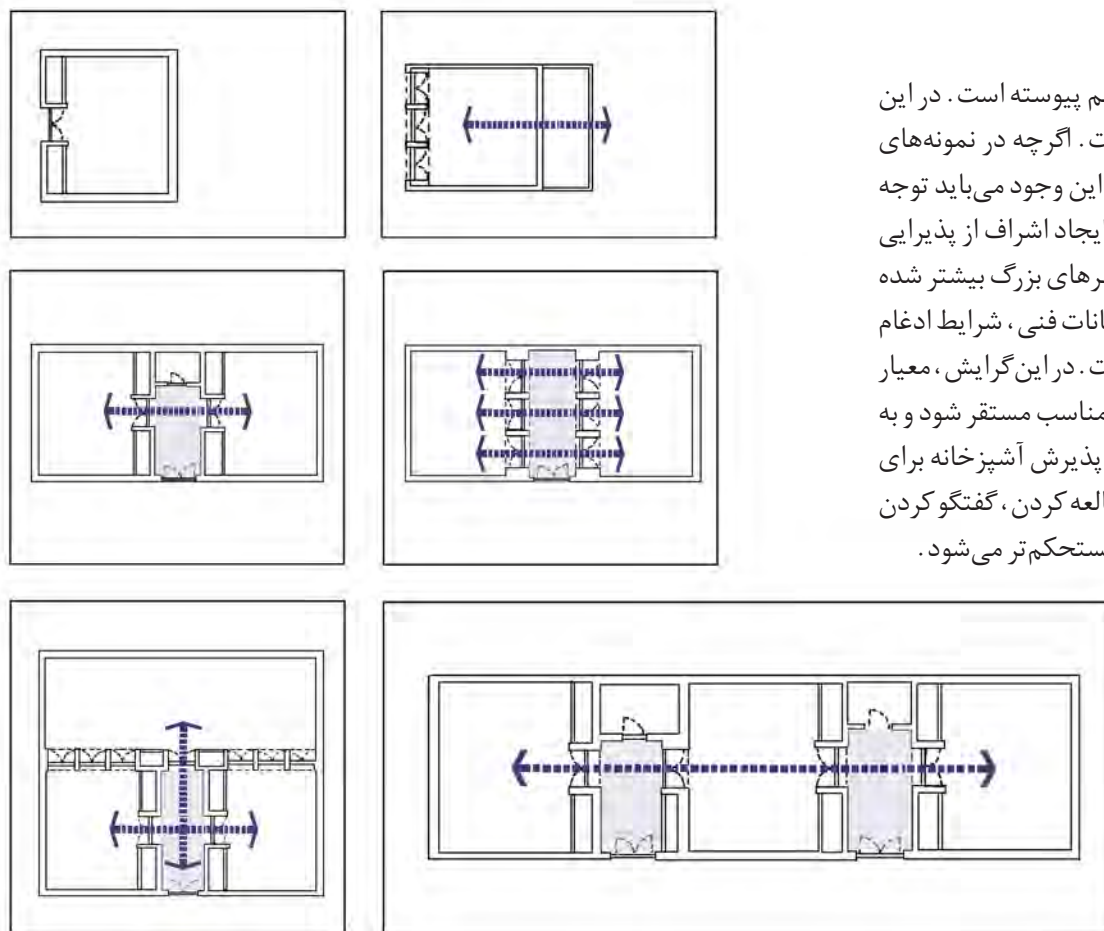 م پیوسته است. در این
ت. اگرچه در نمونه‌های
این وجود می‌باید توجه
یجاد اشراف از پذیرایی
رهای بزرگ بیشتر شده
انات فنی، شرایط ادغام
ت. در این گرایش، معیار
مناسب مستقر شود و به
پذیرش آشپزخانه برای
العه کردن، گفتگو کردن
ستحکم‌تر می‌شود.